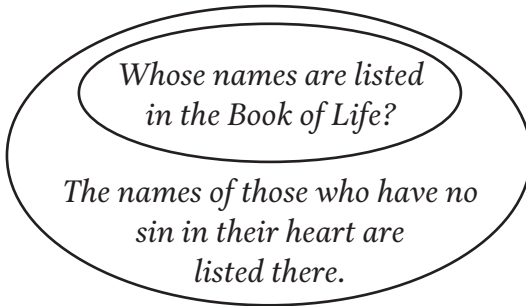 Whose names are listed
in the Book of Life?
The names of those who have no
sin in their heart are
listed there.